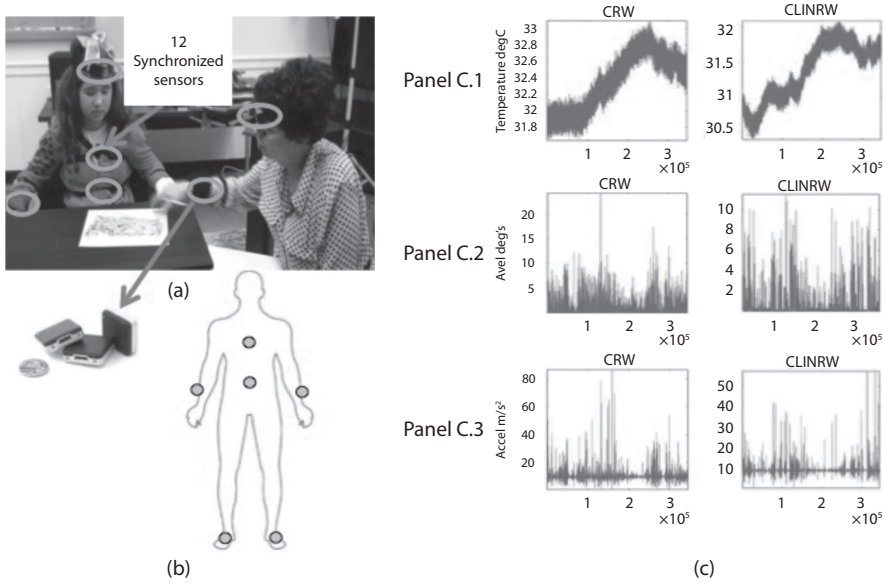 12
Synchronized
sensors
(a)
(b)
Panel C.1
CRW
Temperature degC
33
32.8
32.6
32.4
32.2
32
31.8
1 2 3
×10⁵
CLINRW
32
31.5
31
30.5
1 2 3
×10⁵
Panel C.2
CRW
Avel deg's
20
15
10
5
1 2 3
×10⁵
CLINRW
10
8
6
4
2
1 2 3
×10⁵
Panel C.3
CRW
Accel m/s²
80
60
40
20
1 2 3
×10⁵
CLINRW
50
40
30
20
10
1 2 3
×10⁵
(c)